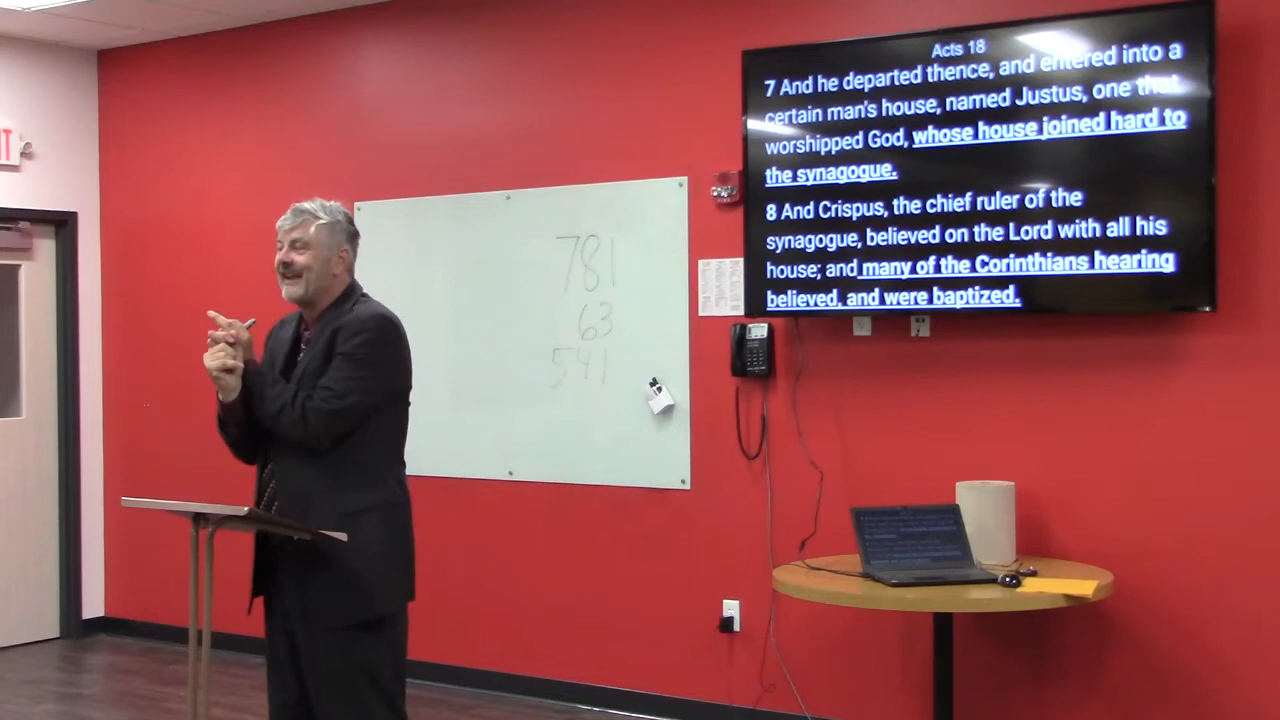 Acts 18
7 And he departed thence, and entered into a
certain man's house, named Justus, one that
worshipped God, whose house joined hard to
the synagogue.
8 And Crispus, the chief ruler of the
synagogue, believed on the Lord with all his
house; and many of the Corinthians hearing
believed, and were baptized.
781
63
541